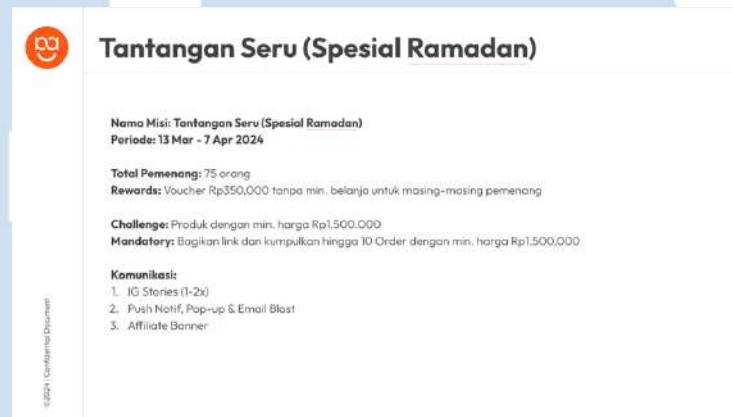 Tantangan Seru (Spesial Ramadan)
Nama Misi: Tantangan Seru (Spesial Ramadan)
Periode: 13 Mar - 7 Apr 2024
Total Pemenang: 75 orang
Rewards: Voucher Rp350,000 tanpa min. belanja untuk masing-masing pemenang
Challenge: Produk dengan min. harga Rp1.500.000
Mandatory: Bagikan link dan kumpulkan hingga 10 Order dengan min. harga Rp1,500,000
Komunikasi:
1. IG Stories (1-2x)
2. Push Notif, Pop-up & Email Blast
3. Affiliate Banner
©2024 | Confidential Document